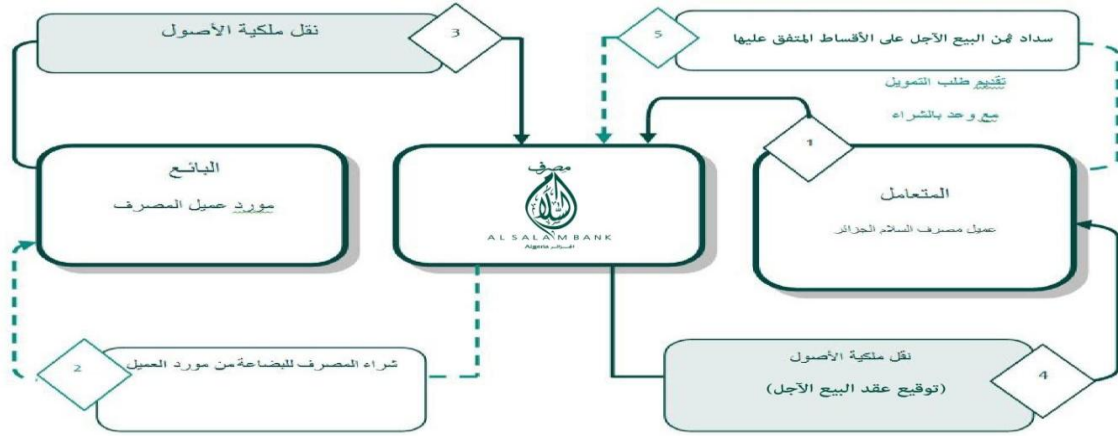 نقل ملكية الأصول
3
5
سداد ثمن البيع الآجل على الأقساط المتفق عليها
تقديم طلب التمويل
مع وعد بالشراء
1
البائع
مورد عميل المصرف
مصرف
السلام
AL SALAM BANK
Algeria الجزائر
المتعامل
عميل مصرف السلام الجزائر
2
شراء المصرف للبضاعة من مورد العميل
نقل ملكية الأصول
(توقيع عقد البيع الآجل)
4